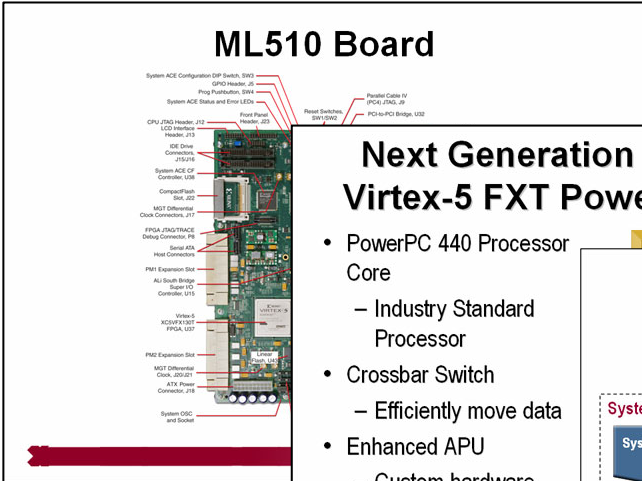 ML510 Board
System ACE Configuration DIP Switch, SW3
GPIO Header, J5
Prog Pushbutton, SW4
System ACE Status and Error LEDs
Parallel Cable IV
(PC4) JTAG, J9
Reset Switches,
SW1/SW2
PCI-to-PCI Bridge, U32
Front Panel
Header, J23
CPU JTAG Header, J12
LCD Interface
Header, J13
IDE Drive
Connectors,
J15/J16
System ACE CF
Controller, U38
CompactFlash
Slot, J22
MGT Differential
Clock Connectors, J17
FPGA JTAG/TRACE
Debug Connector, P8
Serial ATA
Host Connectors
PM1 Expansion Slot
ALi South Bridge
Super I/O
Controller, U15
Virtex-5
XC5VFX130T
FPGA, U37
VIRTEX-5
PM2 Expansion Slot
Linear
Flash, U43
MGT Differential
Clock, J20/J21
ATX Power
Connector, J18
System OSC
and Socket
Next Generation
Virtex-5 FXT Powe
• PowerPC 440 Processor
Core
– Industry Standard
Processor
• Crossbar Switch
– Efficiently move data
• Enhanced APU
– Custom hardware
Syste
Sys